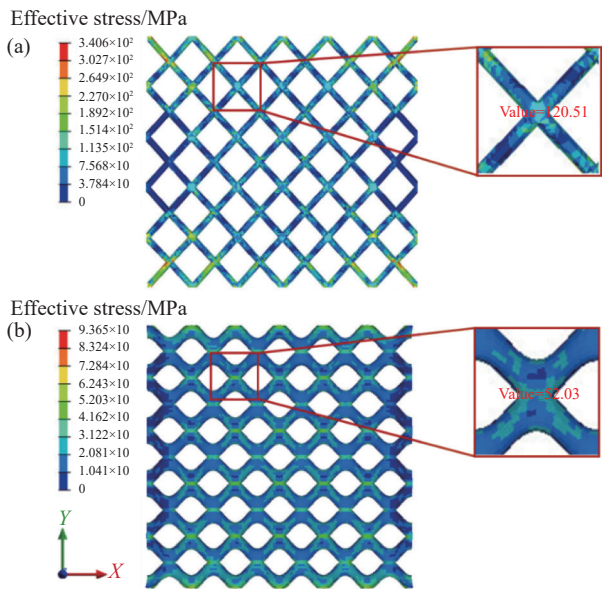 Effective stress/MPa
(a)
3.406×10²
3.027×10²
2.649×10²
2.270×10²
1.892×10²
1.514×10²
1.135×10²
7.568×10
3.784×10
0
Value=120.51
Effective stress/MPa
(b)
9.365×10
8.324×10
7.284×10
6.243×10
5.203×10
4.162×10
3.122×10
2.081×10
1.041×10
0
Value=52.03
Y
X